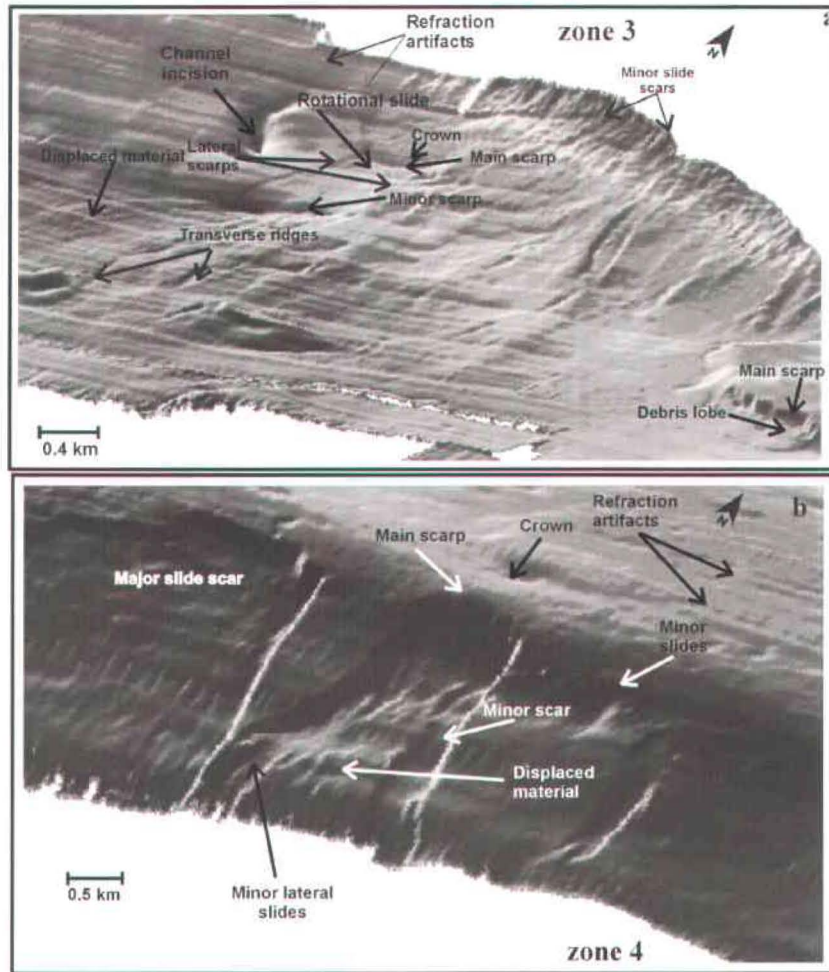 zone 3
a
Refraction
artifacts
Channel
incision
Minor slide
scars
Rotational slide
Crown
Displaced material
Lateral
scarps
Main scarp
Minor scarp
Transverse ridges
Main scarp
Debris lobe
N
0.4 km
b
Refraction
artifacts
Crown
Main scarp
Major slide scar
Minor
slides
Minor scar
Displaced
material
N
0.5 km
Minor lateral
slides
zone 4